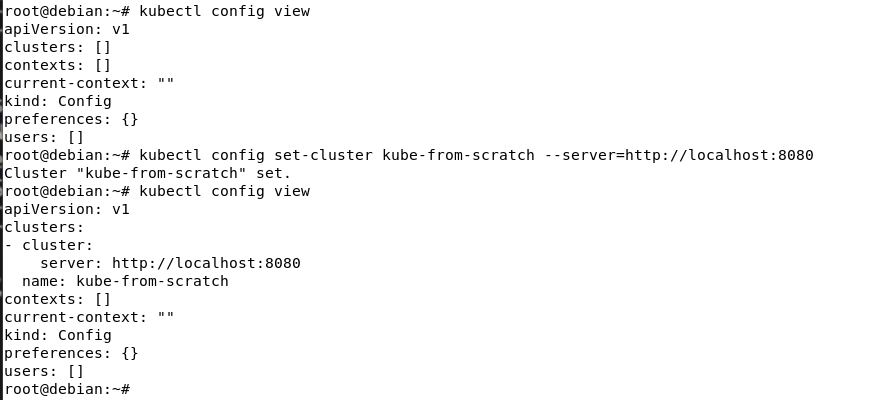 root@debian:~# kubectl config view
apiVersion: v1
clusters: []
contexts: []
current-context: ""
kind: Config
preferences: {}
users: []
root@debian:~# kubectl config set-cluster kube-from-scratch --server=http://localhost:8080
Cluster "kube-from-scratch" set.
root@debian:~# kubectl config view
apiVersion: v1
clusters:
- cluster:
    server: http://localhost:8080
  name: kube-from-scratch
contexts: []
current-context: ""
kind: Config
preferences: {}
users: []
root@debian:~#